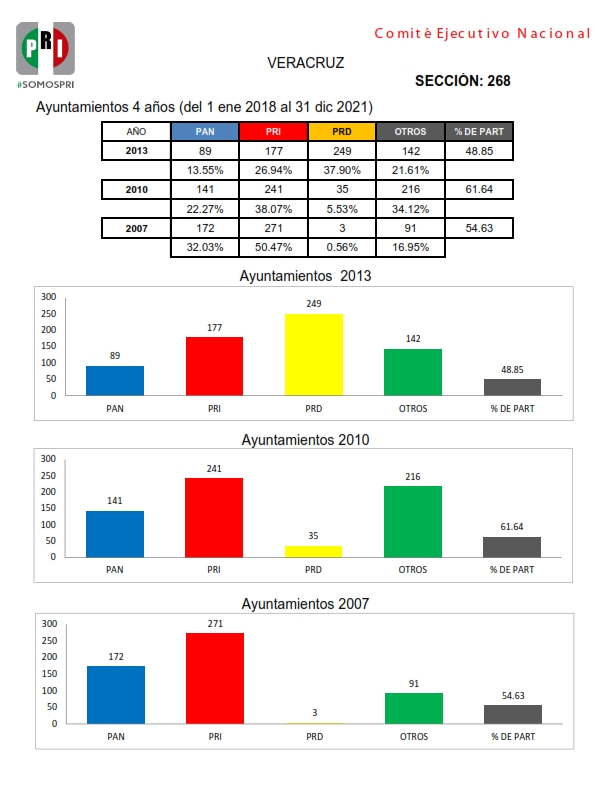 Comité Ejecutivo Nacional
PRI
#SOMOSPRI
VERACRUZ
SECCIÓN: 268
Ayuntamientos 4 años (del 1 ene 2018 al 31 dic 2021)
AÑO PAN PRI PRD OTROS % DE PART
2013 89 177 249 142 48.85
13.55% 26.94% 37.90% 21.61%
2010 141 241 35 216 61.64
22.27% 38.07% 5.53% 34.12%
2007 172 271 3 91 54.63
32.03% 50.47% 0.56% 16.95%
Ayuntamientos 2013
300
250
200
150
100
50
0
89 177 249 142 48.85
PAN PRI PRD OTROS % DE PART
Ayuntamientos 2010
300
250
200
150
100
50
0
141 241 35 216 61.64
PAN PRI PRD OTROS % DE PART
Ayuntamientos 2007
300
250
200
150
100
50
0
172 271 3 91 54.63
PAN PRI PRD OTROS % DE PART